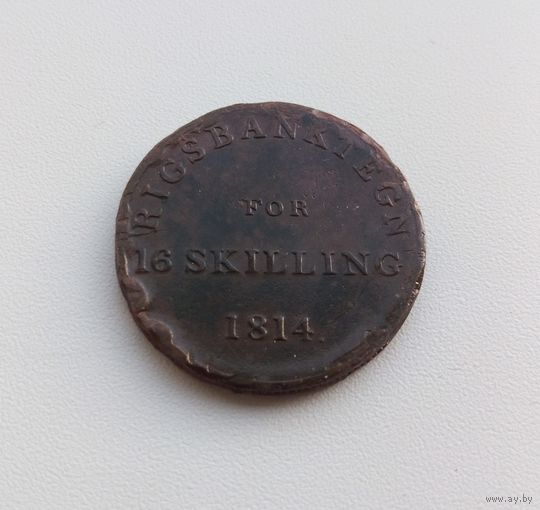 RIGSBANKTEGN
FOR
16 SKILLING
1814.
www.ay.by